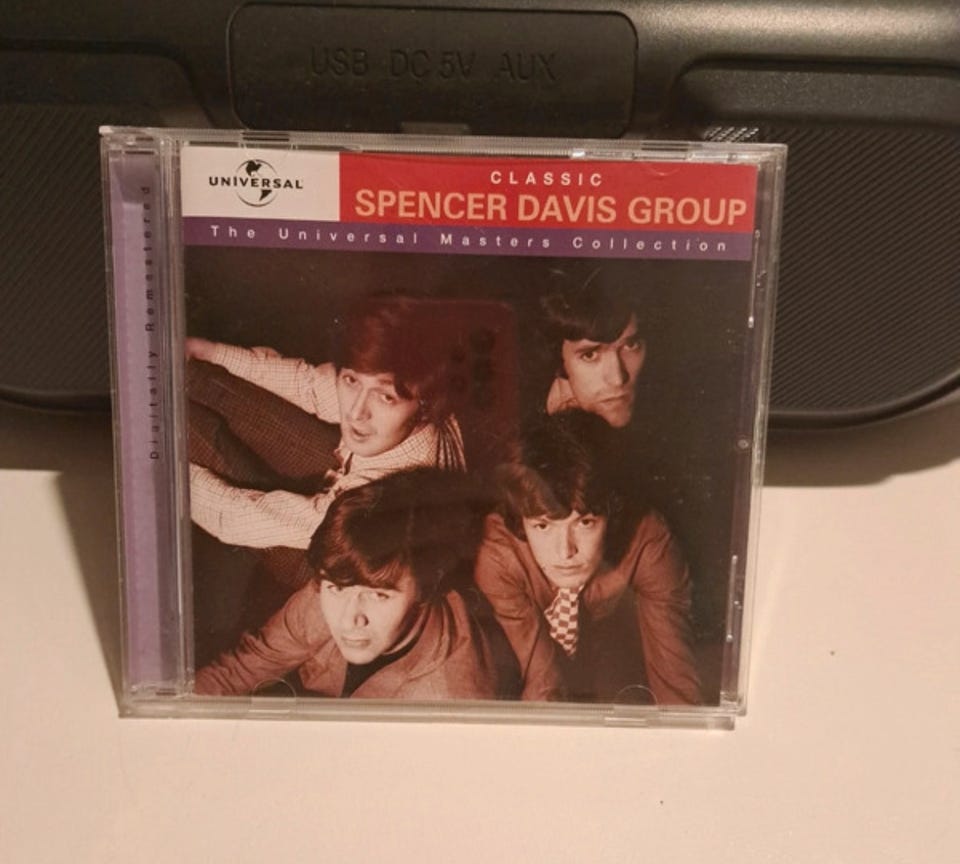 USB DC 5V AUX
UNIVERSAL
CLASSIC
SPENCER DAVIS GROUP
The Universal Masters Collection
Digitally Remastered